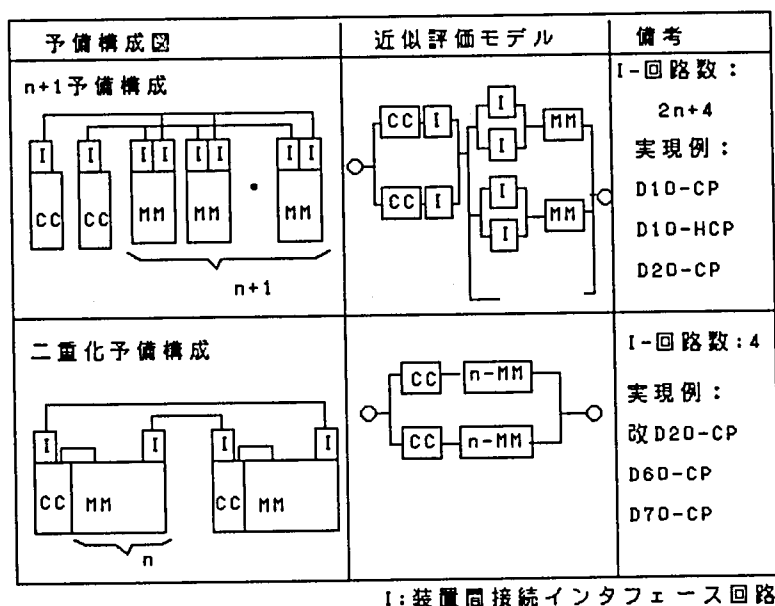 予備構成図
近似評価モデル
備考
n+1予備構成
I
I
I I
I I
I I
CC
CC
MM
MM
MM
n+1
CC I
CC I
I
I
MM
I
I
MM
I-回路数：
2n+4
実現例：
D10-CP
D10-HCP
D20-CP
二重化予備構成
I
I
I
I
CC
MM
CC
MM
n
CC
n-MM
CC
n-MM
I-回路数:4
実現例：
改D20-CP
D60-CP
D70-CP
I:装置間接続インタフェース回路